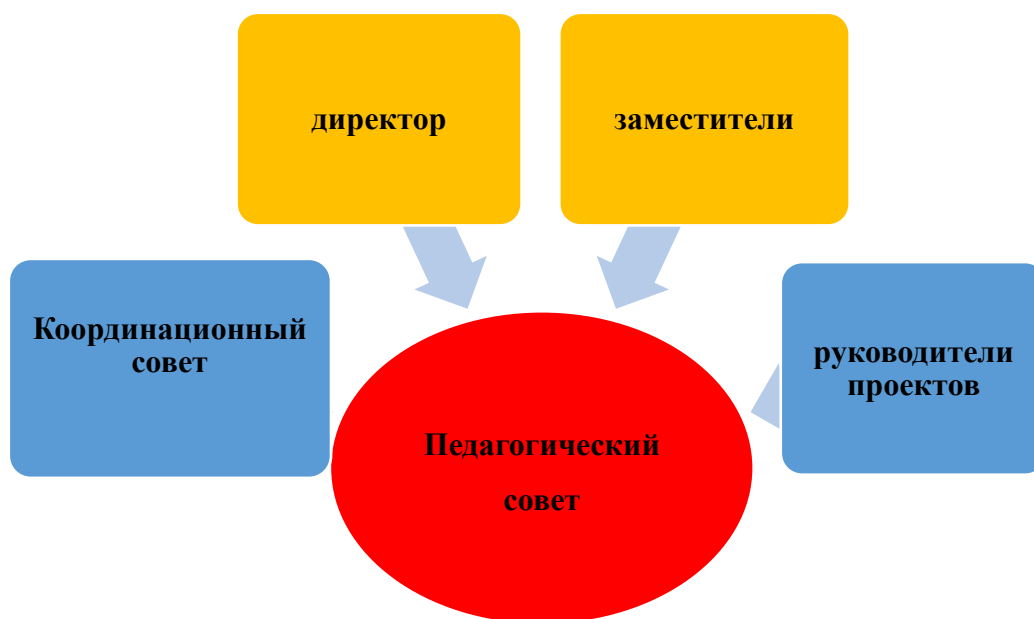 директор
заместители
Координационный
совет
руководители
проектов
Педагогический
совет